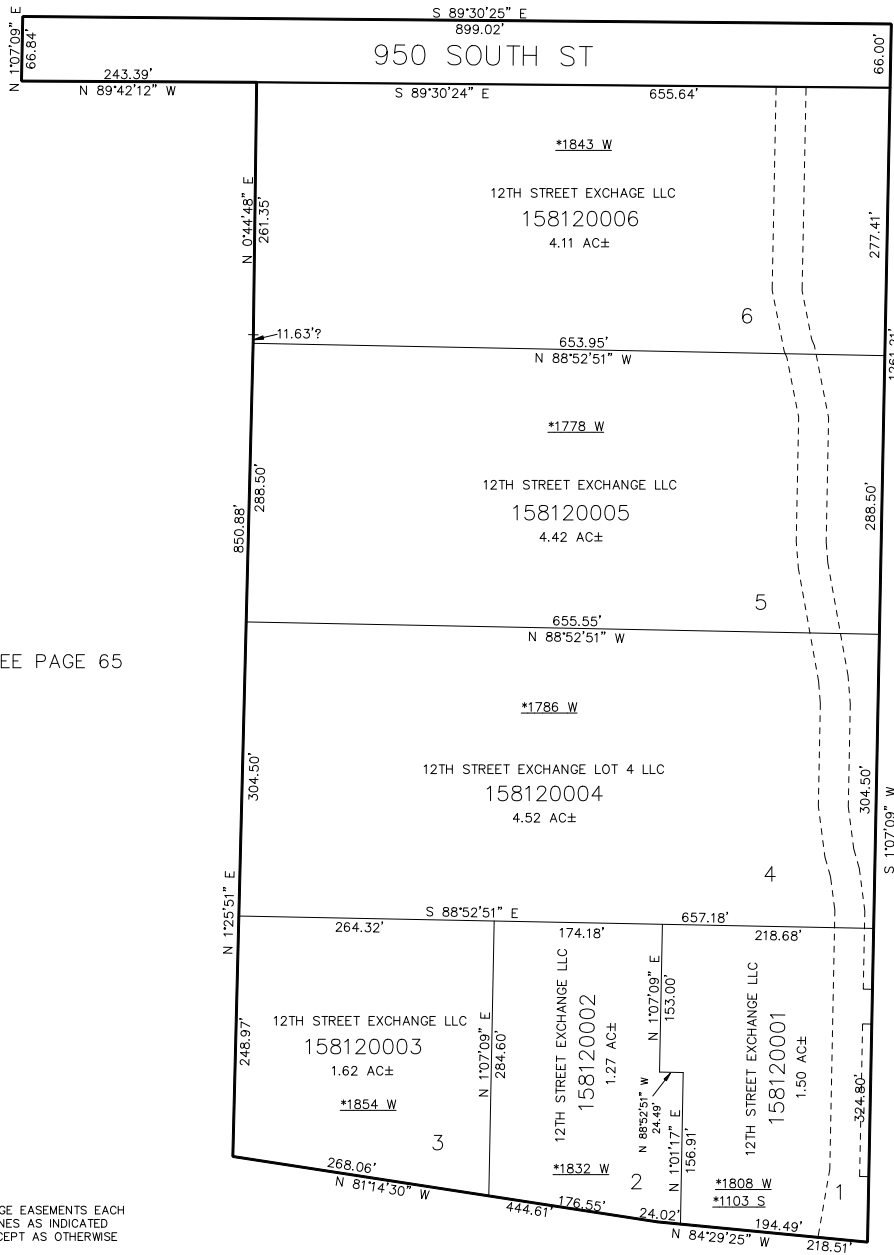 S 89°30'25" E
899.02'
N 1°07'09" E
66.84'
950 SOUTH ST
66.00'
243.39'
N 89°42'12" W
S 89°30'24" E
655.64'
*1843 W
12TH STREET EXCHAGE LLC
158120006
4.11 AC±
N 0°44'48" E
261.35'
277.41'
6
11.63'?
653.95'
N 88°52'51" W
1261.21'
*1778 W
12TH STREET EXCHANGE LLC
158120005
4.42 AC±
850.88'
288.50'
288.50'
5
655.55'
N 88°52'51" W
EE PAGE 65
*1786 W
12TH STREET EXCHANGE LOT 4 LLC
158120004
4.52 AC±
304.50'
304.50'
S 1°07'09" W
4
N 1°25'51" E
S 88°52'51" E
657.18'
264.32'
174.18'
218.68'
12TH STREET EXCHANGE LLC
158120003
1.62 AC±
*1854 W
248.97'
3
N 1°07'09" E
284.60'
12TH STREET EXCHANGE LLC
158120002
1.27 AC±
*1832 W
2
N 1°07'09" E
153.00'
N 88°52'51" W
24.49'
N 1°01'17" E
156.91'
12TH STREET EXCHANGE LLC
158120001
1.50 AC±
*1808 W
*1103 S
1
324.80'
268.06'
N 81°14'30" W
444.61'
176.55'
24.02'
194.49'
N 84°29'25" W
218.51'
GE EASEMENTS EACH
NES AS INDICATED
CEPT AS OTHERWISE